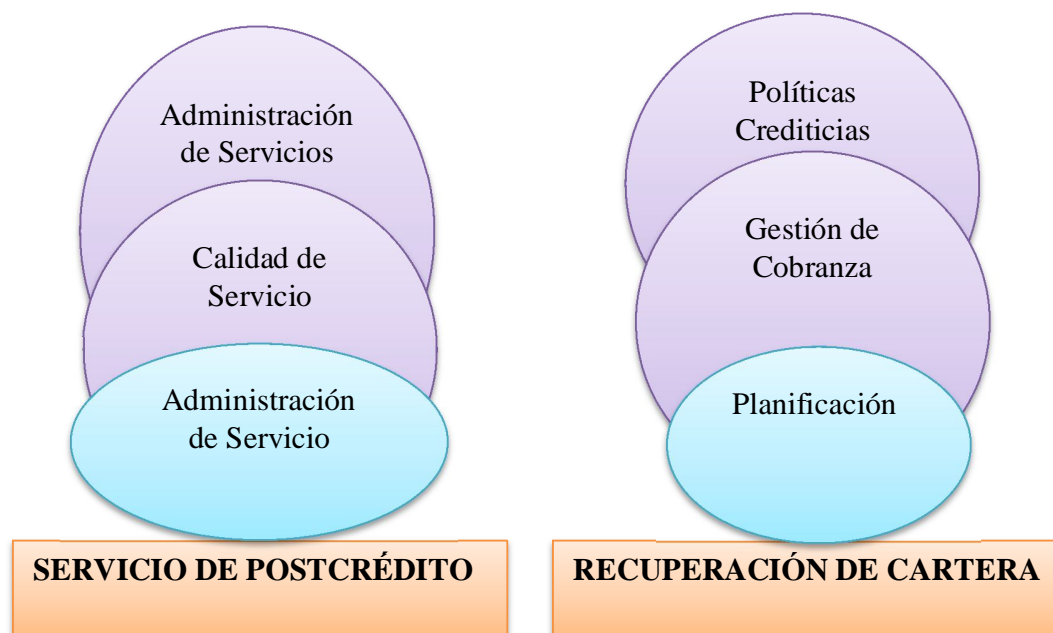 Administración
de Servicios
Calidad de
Servicio
Administración
de Servicio
SERVICIO DE POSTCRÉDITO
Políticas
Crediticias
Gestión de
Cobranza
Planificación
RECUPERACIÓN DE CARTERA